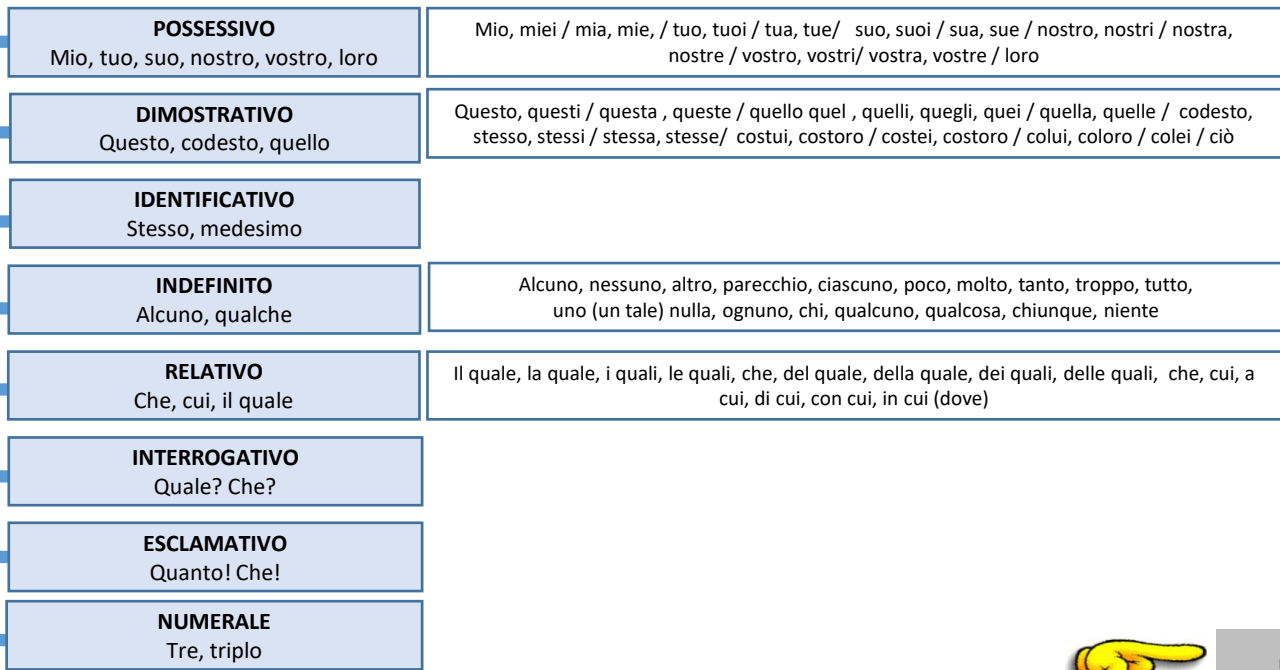 POSSESSIVO
Mio, tuo, suo, nostro, vostro, loro
Mio, miei / mia, mie, / tuo, tuoi / tua, tue/ suo, suoi / sua, sue / nostro, nostri / nostra,
nostre / vostro, vostri/ vostra, vostre / loro
DIMOSTRATIVO
Questo, codesto, quello
Questo, questi / questa , queste / quello quel , quelli, quegli, quei / quella, quelle / codesto,
stesso, stessi / stessa, stesse/ costui, costoro / costei, costoro / colui, coloro / colei / ciò
IDENTIFICATIVO
Stesso, medesimo
INDEFINITO
Alcuno, qualche
Alcuno, nessuno, altro, parecchio, ciascuno, poco, molto, tanto, troppo, tutto,
uno (un tale) nulla, ognuno, chi, qualcuno, qualcosa, chiunque, niente
RELATIVO
Che, cui, il quale
Il quale, la quale, i quali, le quali, che, del quale, della quale, dei quali, delle quali, che, cui, a
cui, di cui, con cui, in cui (dove)
INTERROGATIVO
Quale? Che?
ESCLAMATIVO
Quanto! Che!
NUMERALE
Tre, triplo